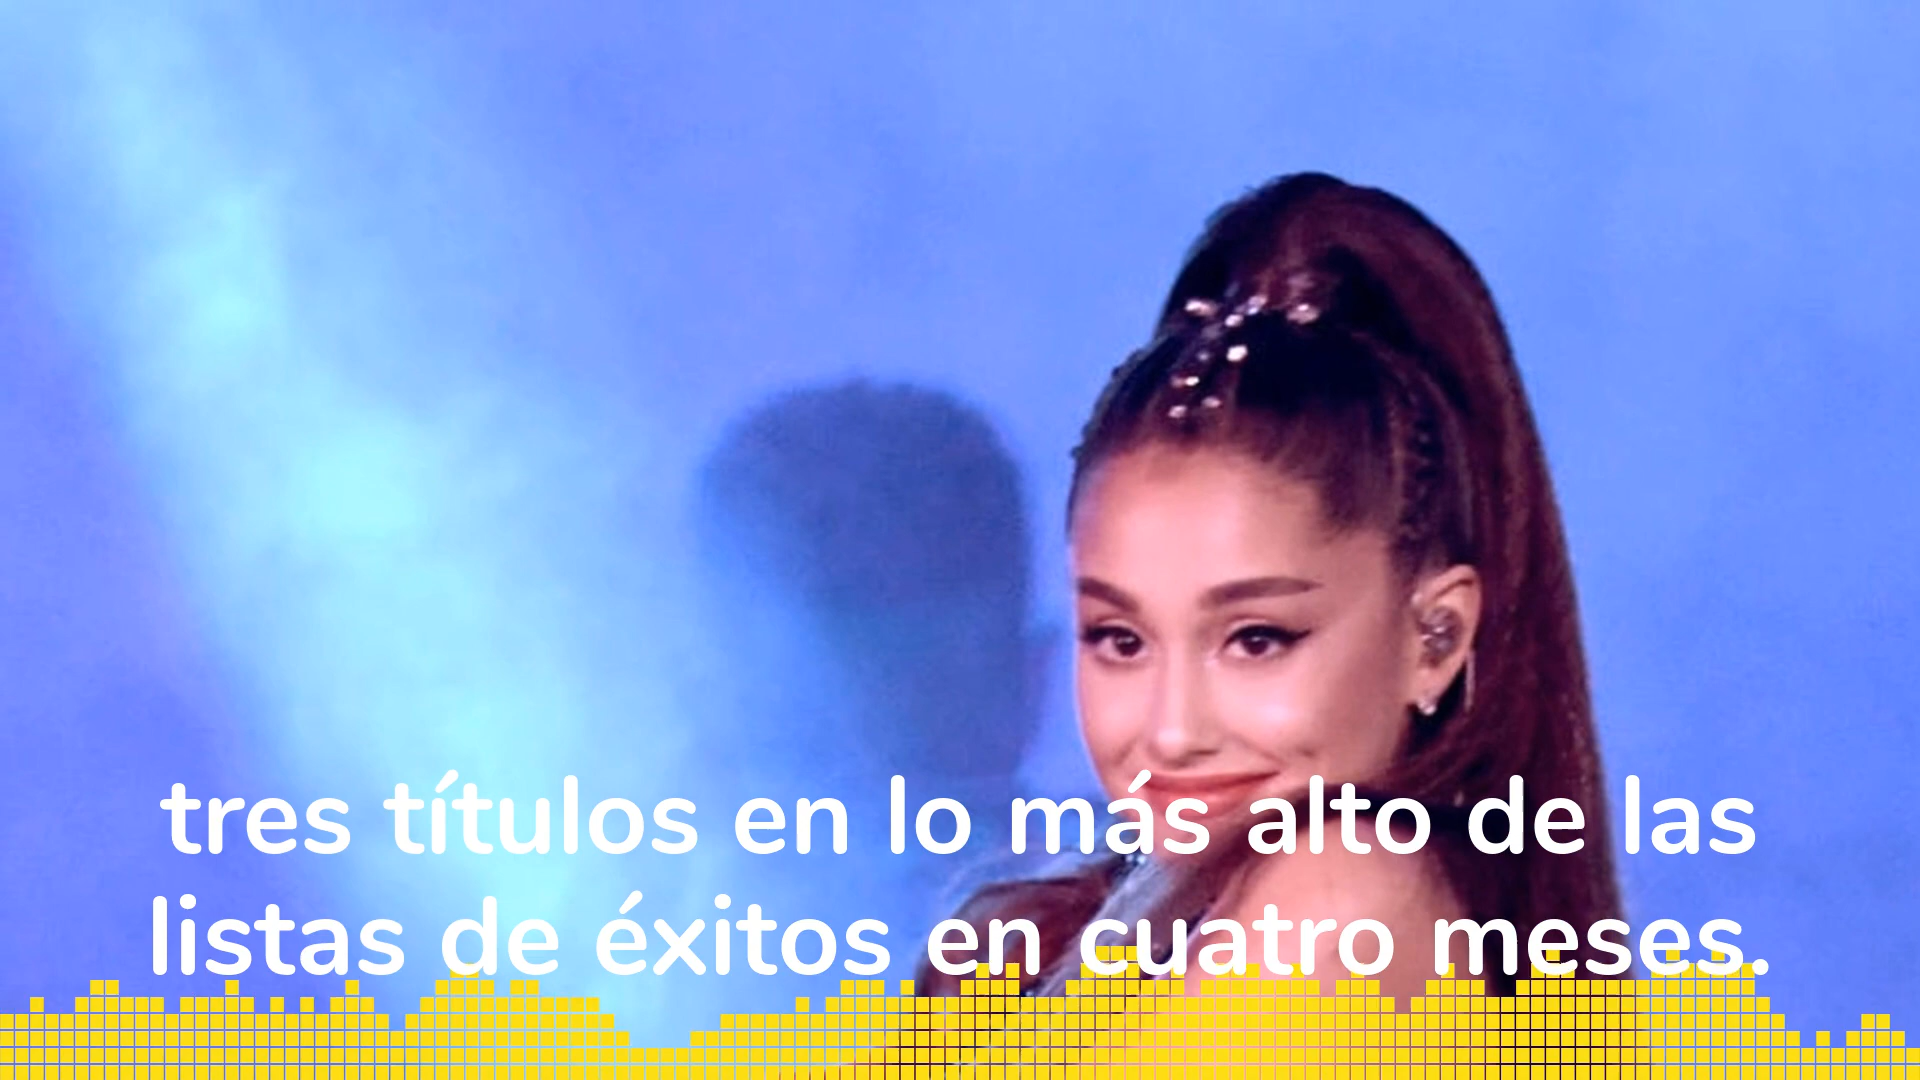 tres títulos en lo más alto de las
listas de éxitos en cuatro meses.